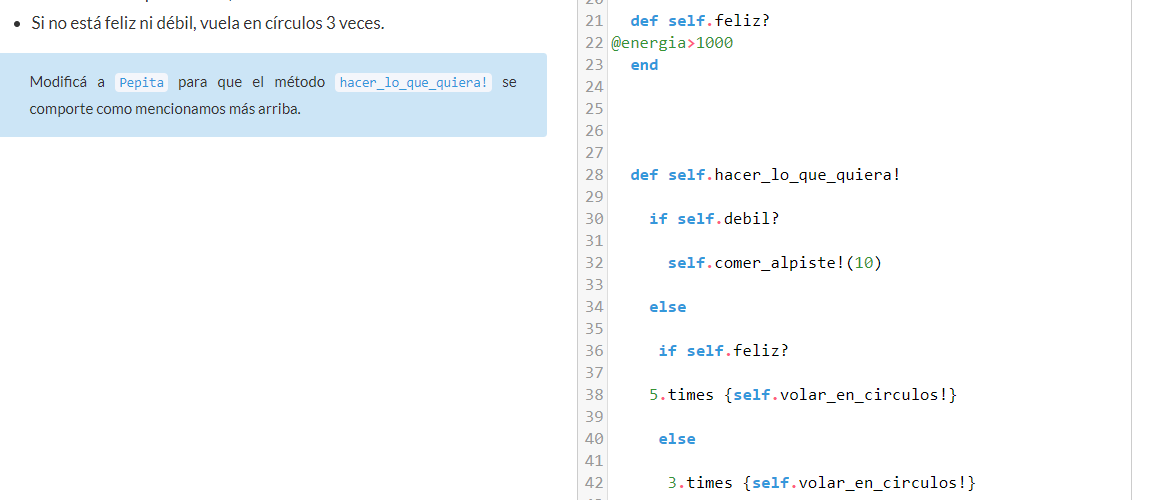 • Si no está feliz ni débil, vuela en círculos 3 veces.
Modificá a Pepita para que el método hacer_lo_que_quiera! se
comporte como mencionamos más arriba.
21 def self.feliz?
22 @energia>1000
23 end
24
25
26
27
28 def self.hacer_lo_que_quiera!
29
30 if self.debil?
31
32 self.comer_alpiste!(10)
33
34 else
35
36 if self.feliz?
37
38 5.times {self.volar_en_circulos!}
39
40 else
41
42 3.times {self.volar_en_circulos!}